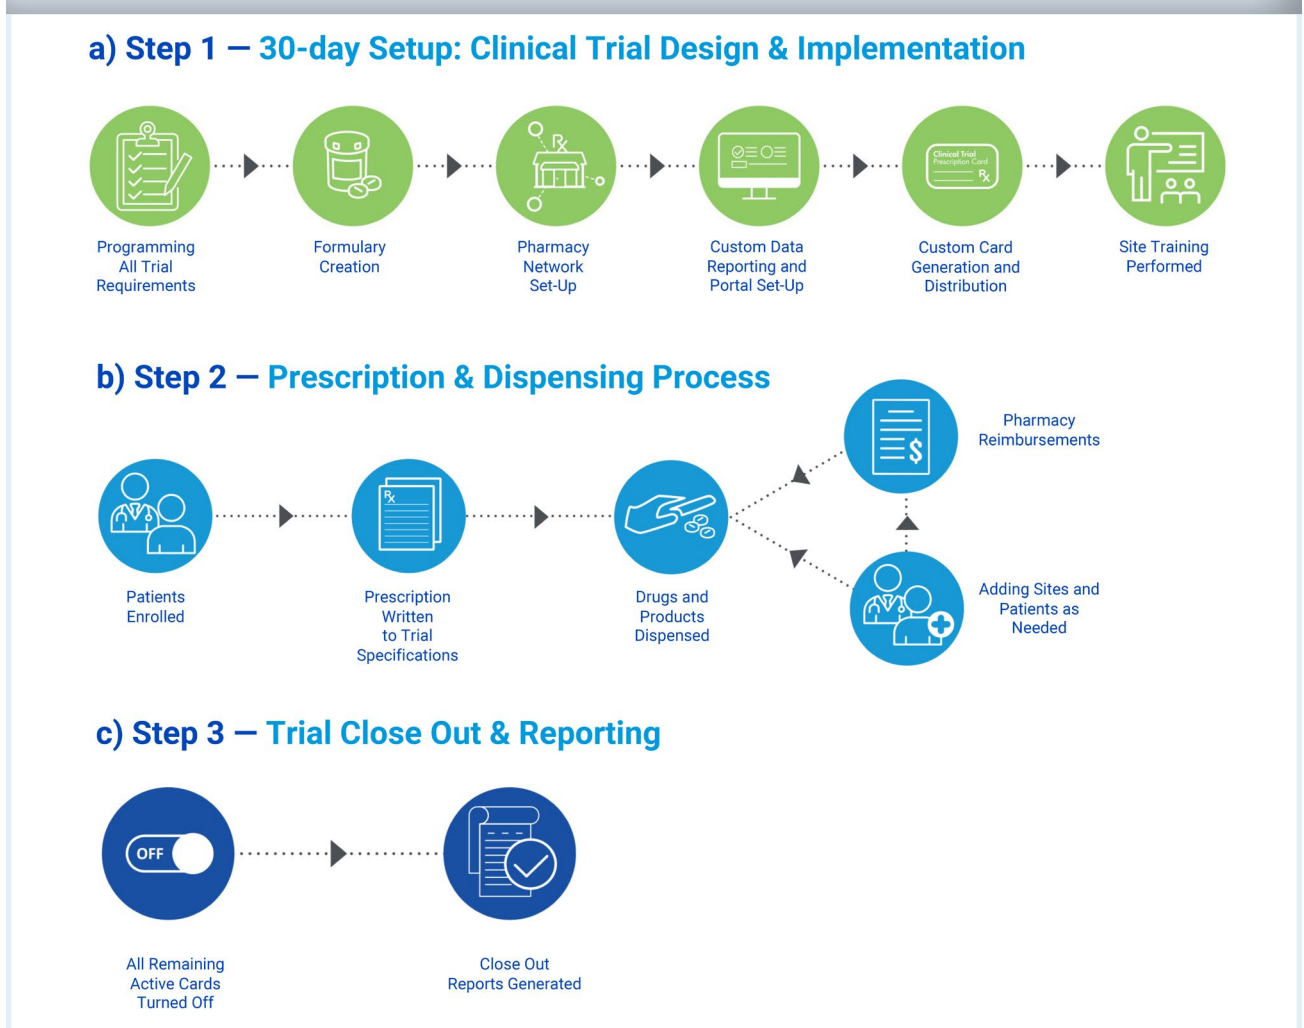 a) Step 1 — 30-day Setup: Clinical Trial Design & Implementation
Rx
Clinical Trial
Prescription Card
Rx
Programming
All Trial
Requirements
Formulary
Creation
Pharmacy
Network
Set-Up
Custom Data
Reporting and
Portal Set-Up
Custom Card
Generation and
Distribution
Site Training
Performed
b) Step 2 — Prescription & Dispensing Process
$
Pharmacy
Reimbursements
Rx
Patients
Enrolled
Prescription
Written
to Trial
Specifications
Drugs and
Products
Dispensed
Adding Sites and
Patients as
Needed
c) Step 3 — Trial Close Out & Reporting
OFF
All Remaining
Active Cards
Turned Off
Close Out
Reports Generated